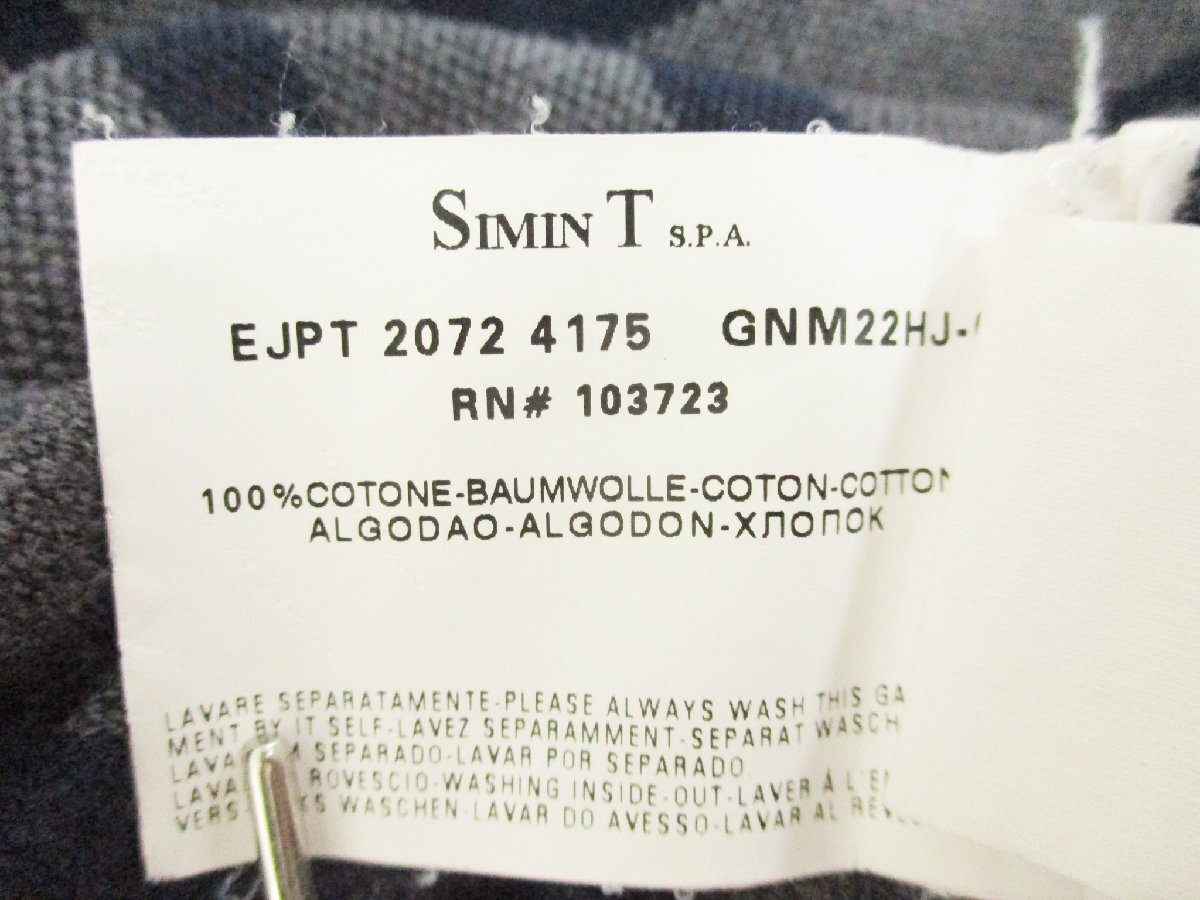 SIMIN T S.P.A.
EJPT 2072 4175 GNM22HJ-
RN# 103723
100%COTONE-BAUMWOLLE-COTON-COTTON
ALGODAO-ALGODON-ХЛОПОК
LAVARE SEPARATAMENTE-PLEASE ALWAYS WASH THIS GA
MENT BY IT SELF-LAVEZ SEPARAMMENT-SEPARAT WASCH
SEPARADO-LAVAR POR SEPARADO
ROVESCIO-WASHING INSIDE-OUT-LAVER À L'
WASCHEN-LAVAR DO AVESSO-LAVAR AL